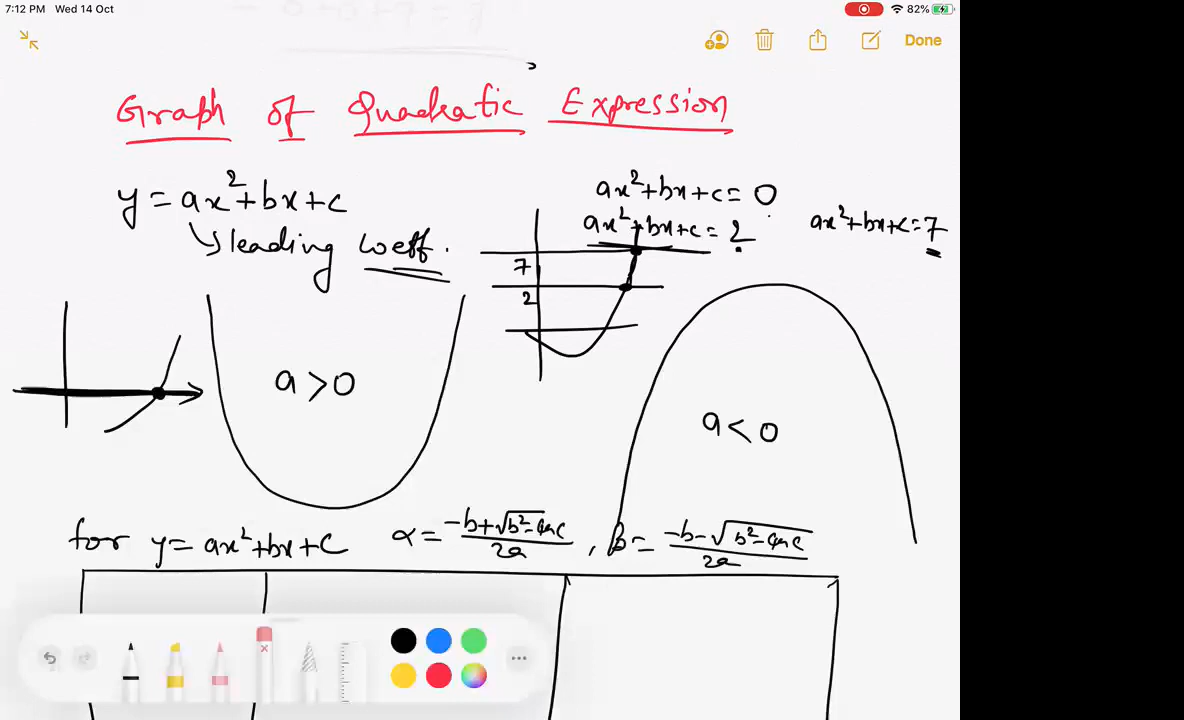 7:12 PM Wed 14 Oct
82%
Done
Graph of Quadratic Expression
y = ax²+bx+c
leading coeff.
ax²+bx+c = 0
ax²+bx+c = 2
ax²+bx+c = 7
7
2
a > 0
a < 0
for y = ax²+bx+c α = (-b+√(b²-4ac))/2a , β = (-b-√(b²-4ac))/2a